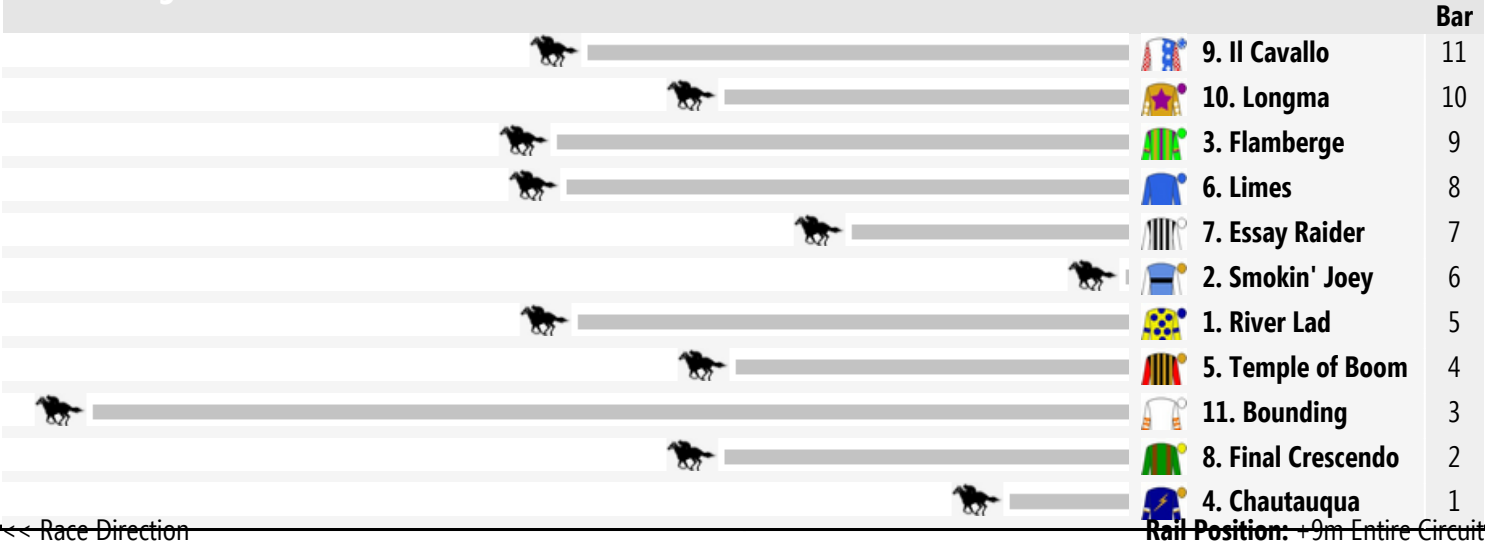 Bar
9. Il Cavallo 11
10. Longma 10
3. Flamberge 9
6. Limes 8
7. Essay Raider 7
2. Smokin' Joey 6
1. River Lad 5
5. Temple of Boom 4
11. Bounding 3
8. Final Crescendo 2
4. Chautauqua 1
<< Race Direction Rail Position: +9m Entire Circuit